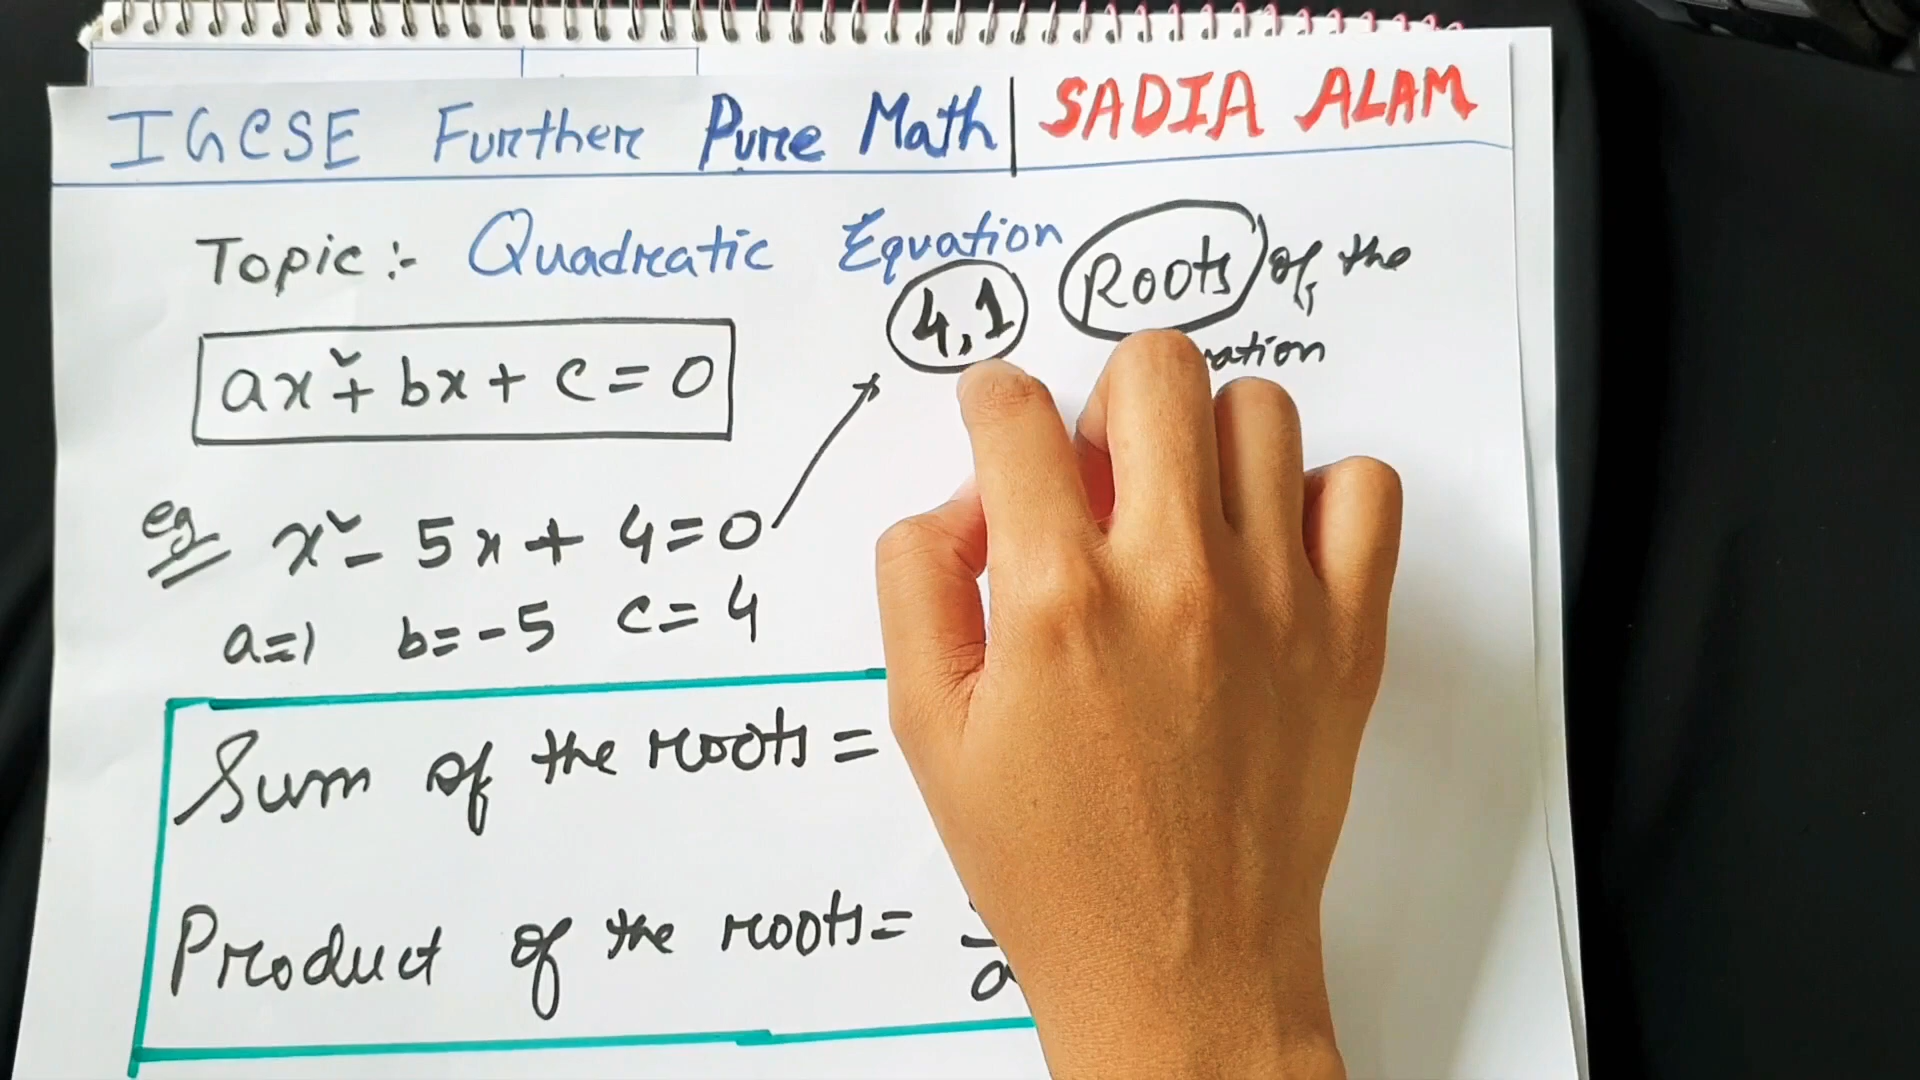 IGCSE Further Pure Math | SADIA ALAM
Topic :- Quadratic Equation
4,1 Roots of the
ax² + bx + c = 0
eg x² - 5x + 4 = 0
a=1 b=-5 c=4
Sum of the roots =
Product of the roots =